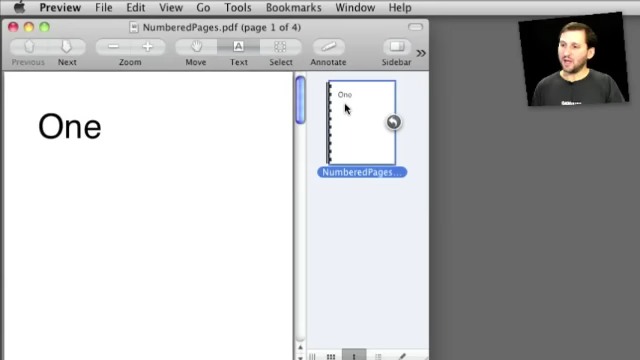 Preview File Edit View Go Tools Bookmarks Window Help
NumberedPages.pdf (page 1 of 4)
Previous Next Zoom Move Text Select Annotate Sidebar
One
One
NumberedPages...